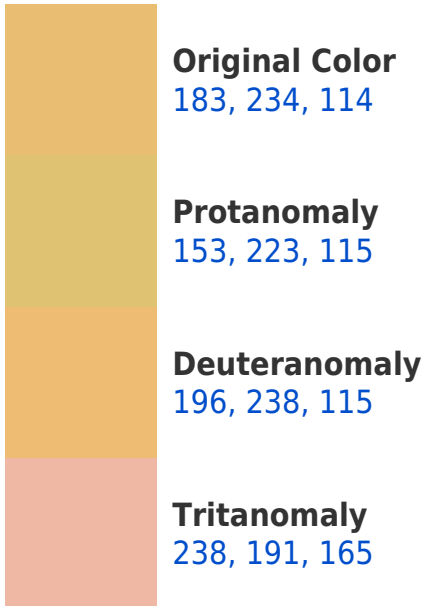 Original Color
183, 234, 114
Protanomaly
153, 223, 115
Deuteranomaly
196, 238, 115
Tritanomaly
238, 191, 165